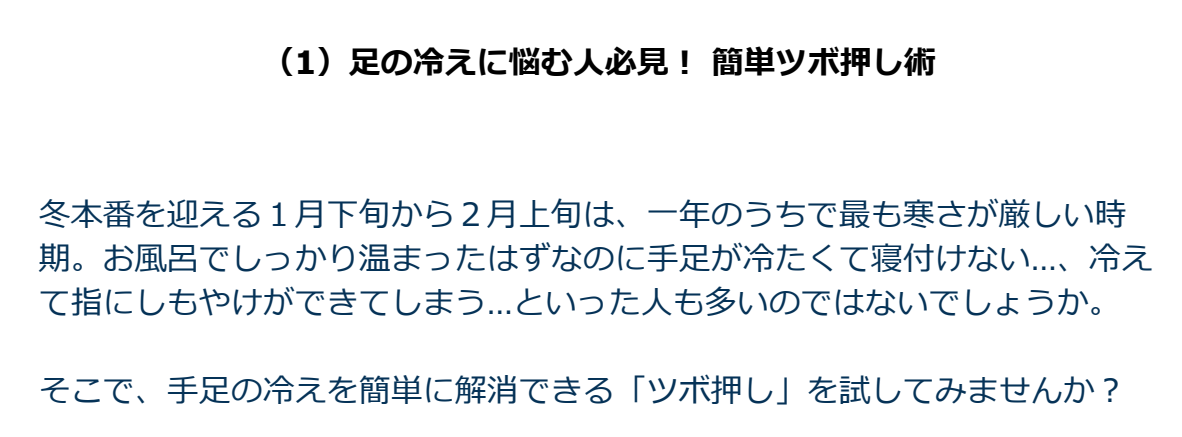 （1）足の冷えに悩む人必見！ 簡単ツボ押し術
冬本番を迎える１月下旬から２月上旬は、一年のうちで最も寒さが厳しい時
期。お風呂でしっかり温まったはずなのに手足が冷たくて寝付けない...、冷え
て指にしもやけができてしまう...といった人も多いのではないでしょうか。
そこで、手足の冷えを簡単に解消できる「ツボ押し」を試してみませんか？